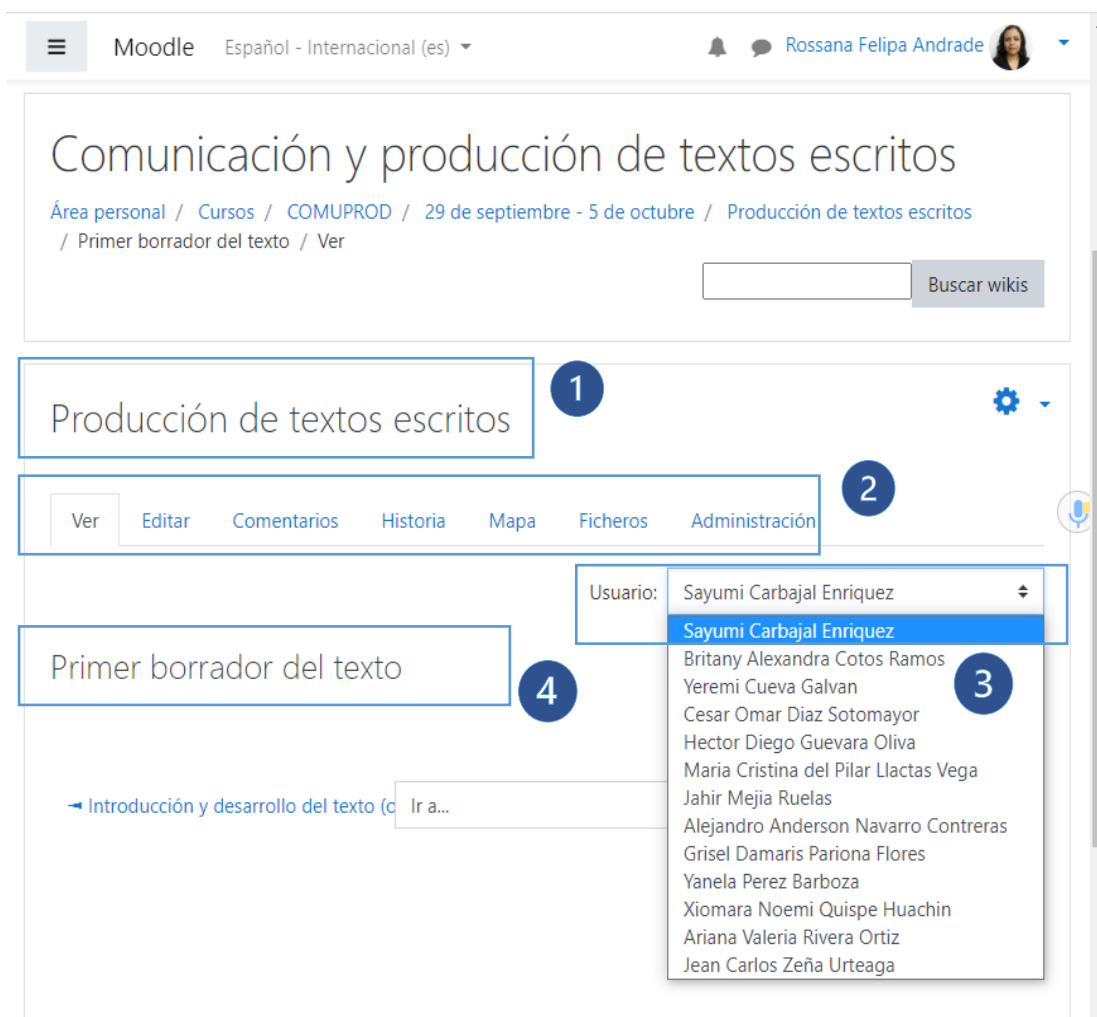 Moodle Español - Internacional (es) Rossana Felipa Andrade
Comunicación y producción de textos escritos
Área personal / Cursos / COMUPROD / 29 de septiembre - 5 de octubre / Producción de textos escritos
/ Primer borrador del texto / Ver
Buscar wikis
Producción de textos escritos
1
2
Ver Editar Comentarios Historia Mapa Ficheros Administración
Usuario: Sayumi Carbajal Enriquez
Sayumi Carbajal Enriquez
Britany Alexandra Cotos Ramos
Yeremi Cueva Galvan
Cesar Omar Diaz Sotomayor
Hector Diego Guevara Oliva
Maria Cristina del Pilar Llactas Vega
Jahir Mejia Ruelas
Alejandro Anderson Navarro Contreras
Grisel Damaris Pariona Flores
Yanela Perez Barboza
Xiomara Noemi Quispe Huachin
Ariana Valeria Rivera Ortiz
Jean Carlos Zeña Urteaga
3
Primer borrador del texto
4
Introducción y desarrollo del texto (c Ir a...